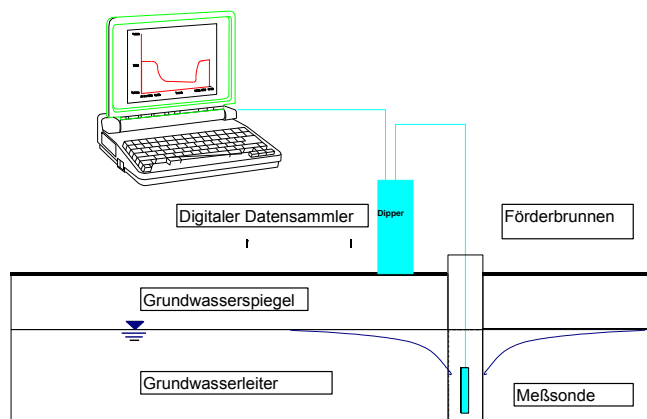 Digitaler Datensammler
Dipper
Förderbrunnen
Grundwasserspiegel
Grundwasserleiter
Meßsonde